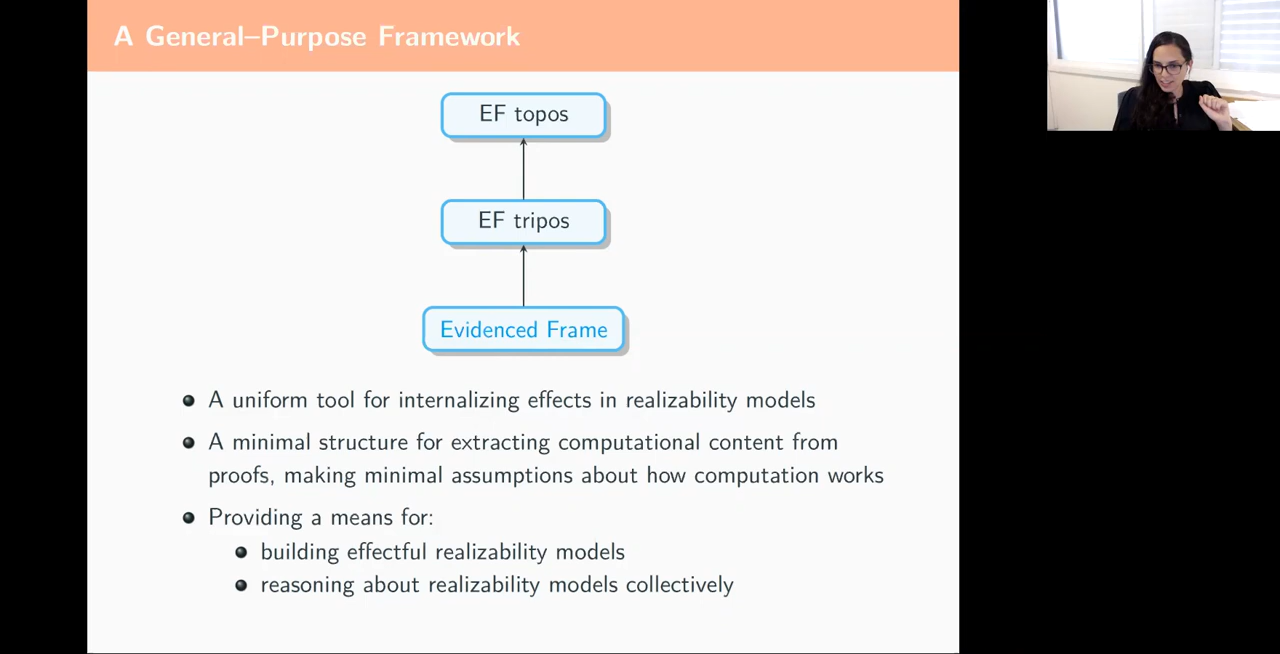 A General–Purpose Framework
EF topos
EF tripos
Evidenced Frame
A uniform tool for internalizing effects in realizability models
A minimal structure for extracting computational content from
proofs, making minimal assumptions about how computation works
Providing a means for:
building effectful realizability models
reasoning about realizability models collectively